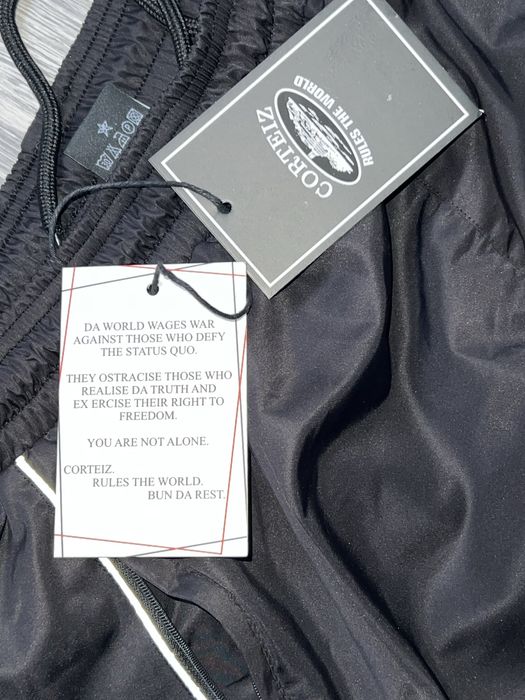 CORTEIZ
RULES THE WORLD
DA WORLD WAGES WAR
AGAINST THOSE WHO DEFY
THE STATUS QUO.
THEY OSTRACISE THOSE WHO
REALISE DA TRUTH AND
EX ERCISE THEIR RIGHT TO
FREEDOM.
YOU ARE NOT ALONE.
CORTEIZ.
RULES THE WORLD.
BUN DA REST.